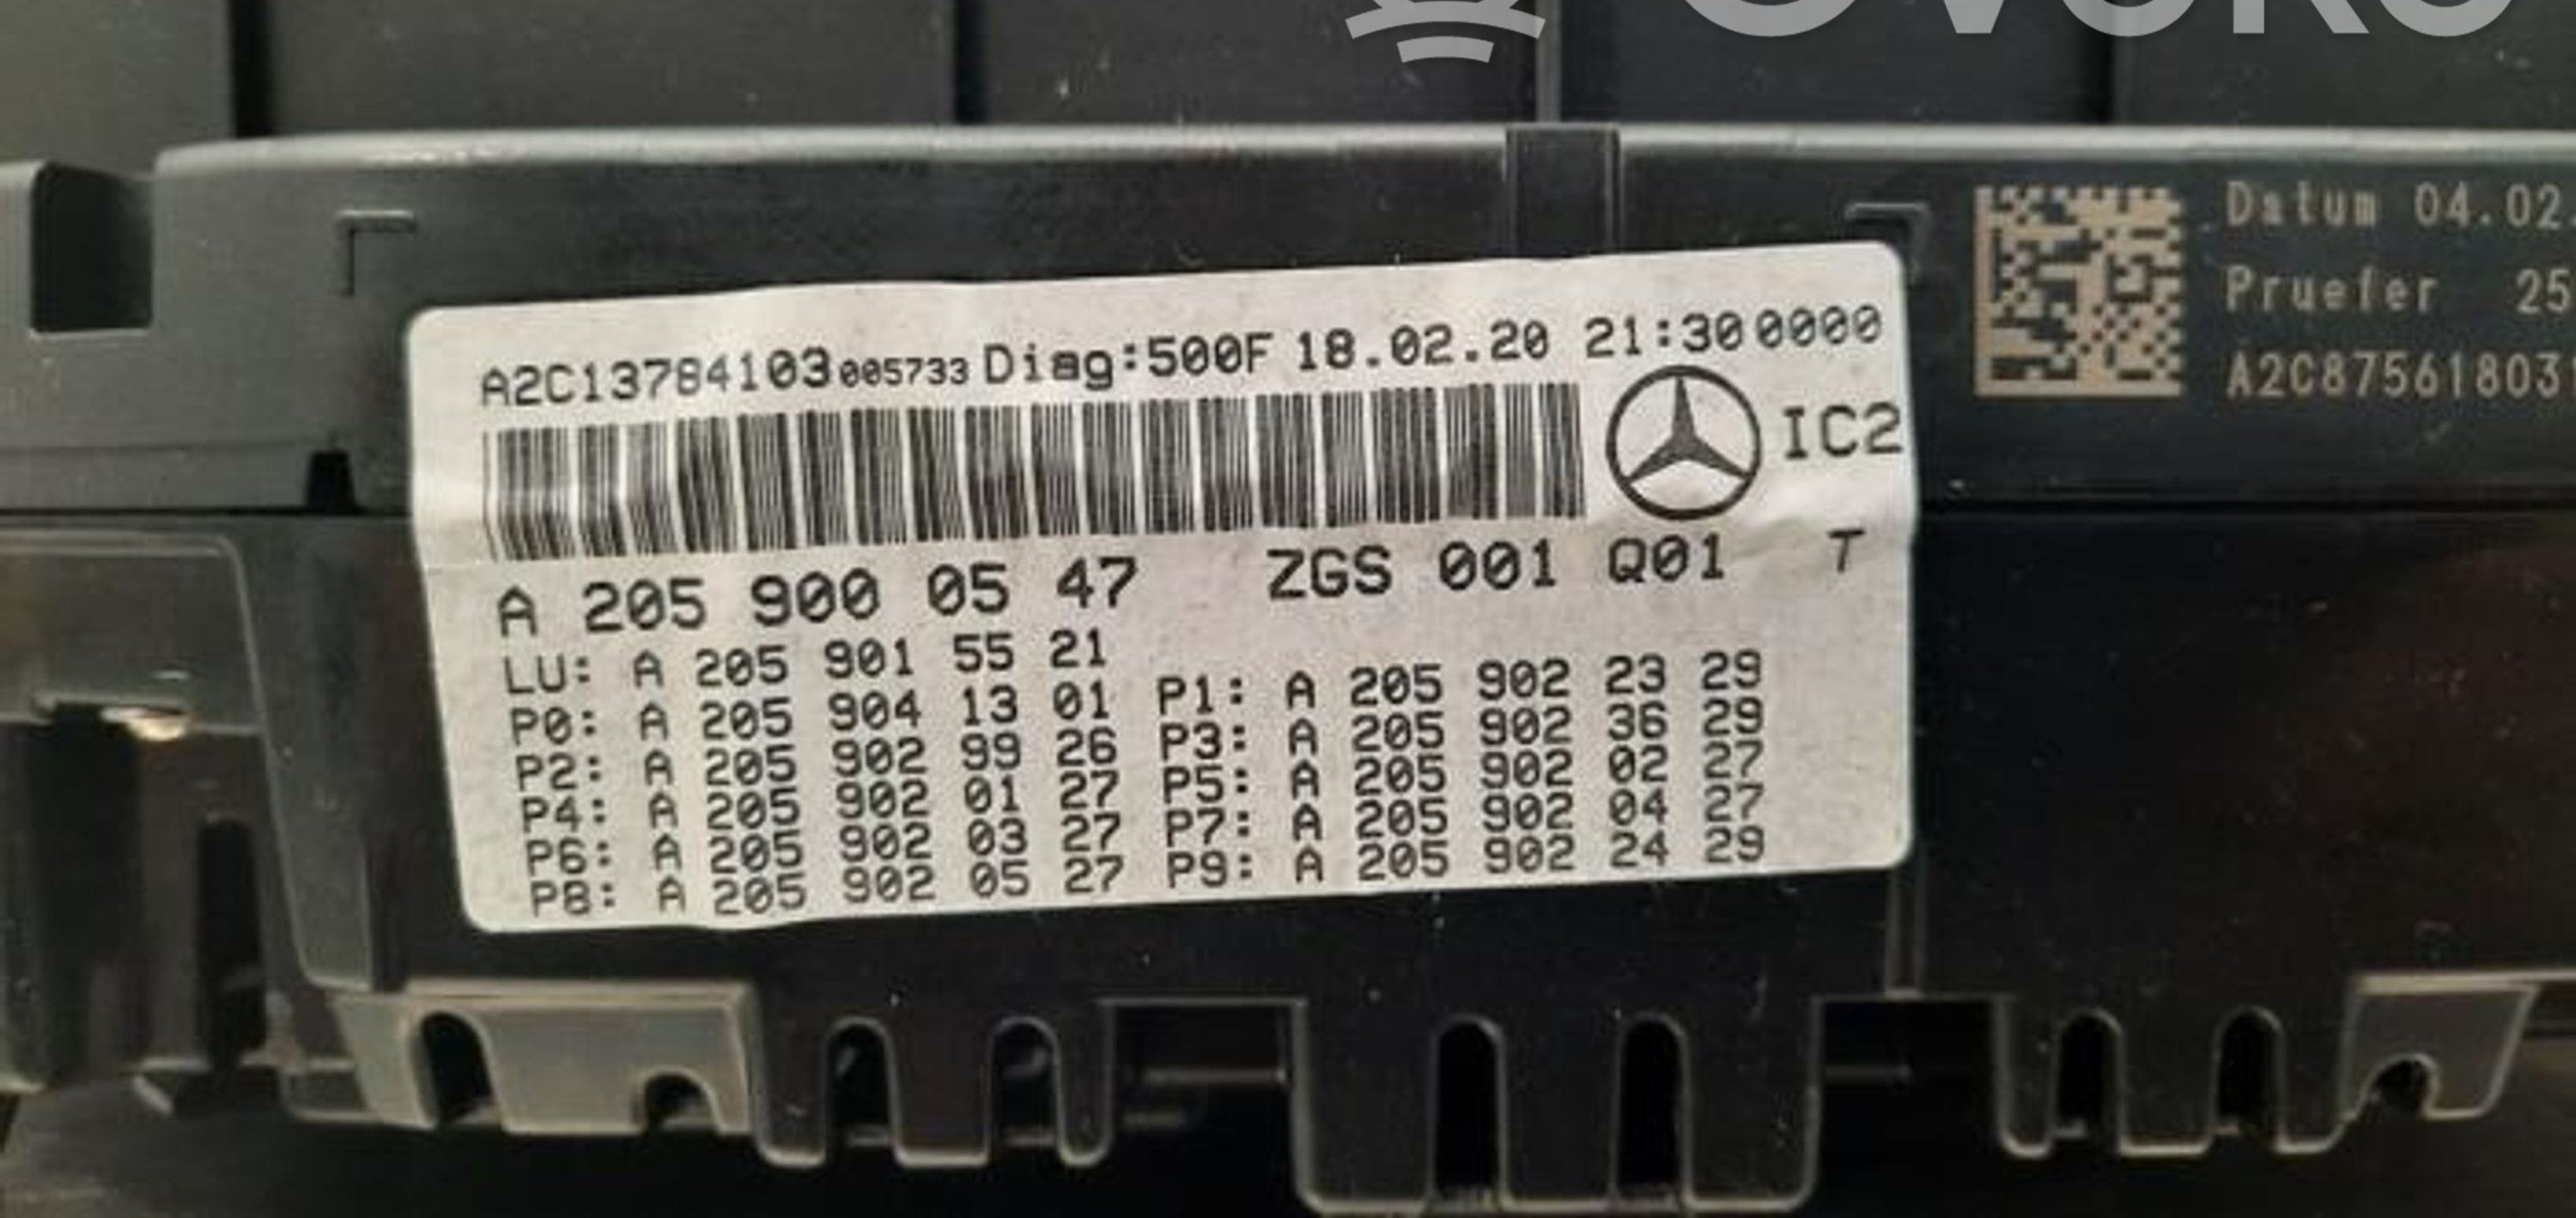 Datum 04.02
Pruefer 25
A2C87561803
A2C13784103 005733 Diag:500F 18.02.20 21:30 0000
IC2
A 205 900 05 47 ZGS 001 Q01 T
LU: A 205 901 55 21
P0: A 205 904 13 01 P1: A 205 902 23 29
P2: A 205 902 99 26 P3: A 205 902 36 29
P4: A 205 902 01 27 P5: A 205 902 02 27
P6: A 205 902 03 27 P7: A 205 902 04 27
P8: A 205 902 05 27 P9: A 205 902 24 29